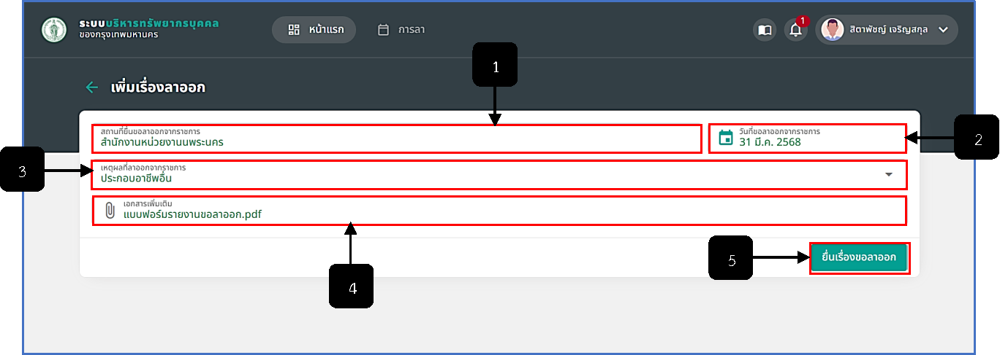 ระบบบริหารทรัพยากรบุคคล
ของกรุงเทพมหานคร
หน้าแรก
การลา
1
สิตาพัชญ์ เจริญสกุล
เพิ่มเรื่องลาออก
1
สถานที่ยื่นขอลาออกจากราชการ
สำนักงานหน่วยงานนพระนคร
วันที่ขอลาออกจากราชการ
31 มี.ค. 2568
2
3
เหตุผลที่ลาออกจากราชการ
ประกอบอาชีพอื่น
เอกสารเพิ่มเติม
แบบฟอร์มรายงานขอลาออก.pdf
4
5
ยื่นเรื่องขอลาออก